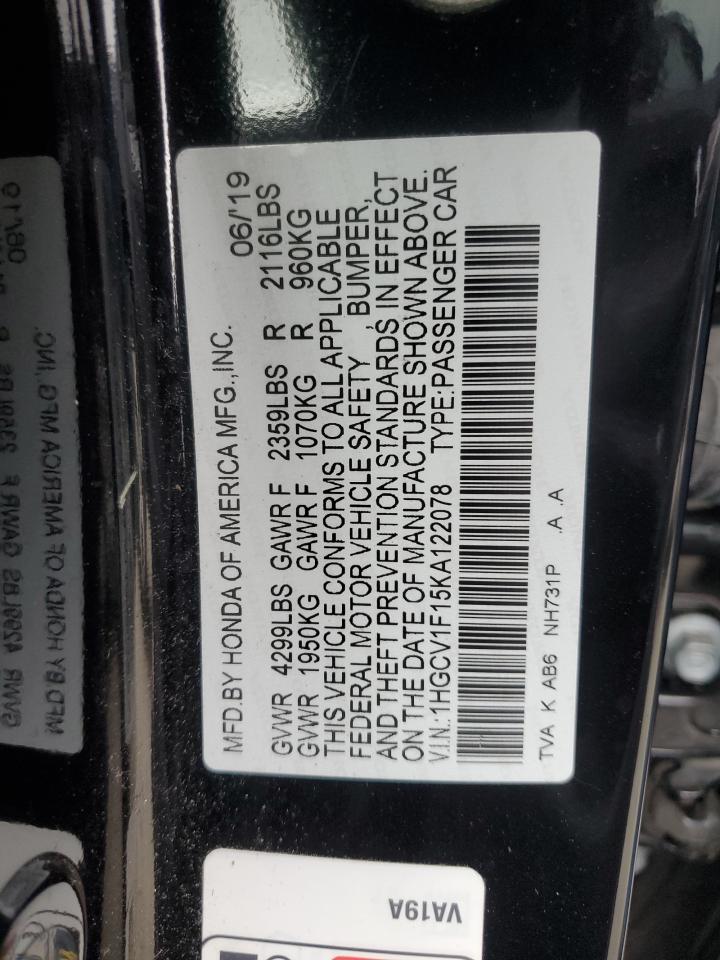 MFD.BY HONDA OF AMERICA MFG.,INC. 06/'19
GVWR 4299LBS GAWR F 2359LBS R 2116LBS
GVWR 1950KG GAWR F 1070KG R 960KG
THIS VEHICLE CONFORMS TO ALL APPLICABLE
FEDERAL MOTOR VEHICLE SAFETY , BUMPER,
AND THEFT PREVENTION STANDARDS IN EFFECT
ON THE DATE OF MANUFACTURE SHOWN ABOVE.
V.I.N.:1HGCV1F15KA122078 TYPE:PASSENGER CAR
TVA K AB6 NH731P .A .A
VA19A